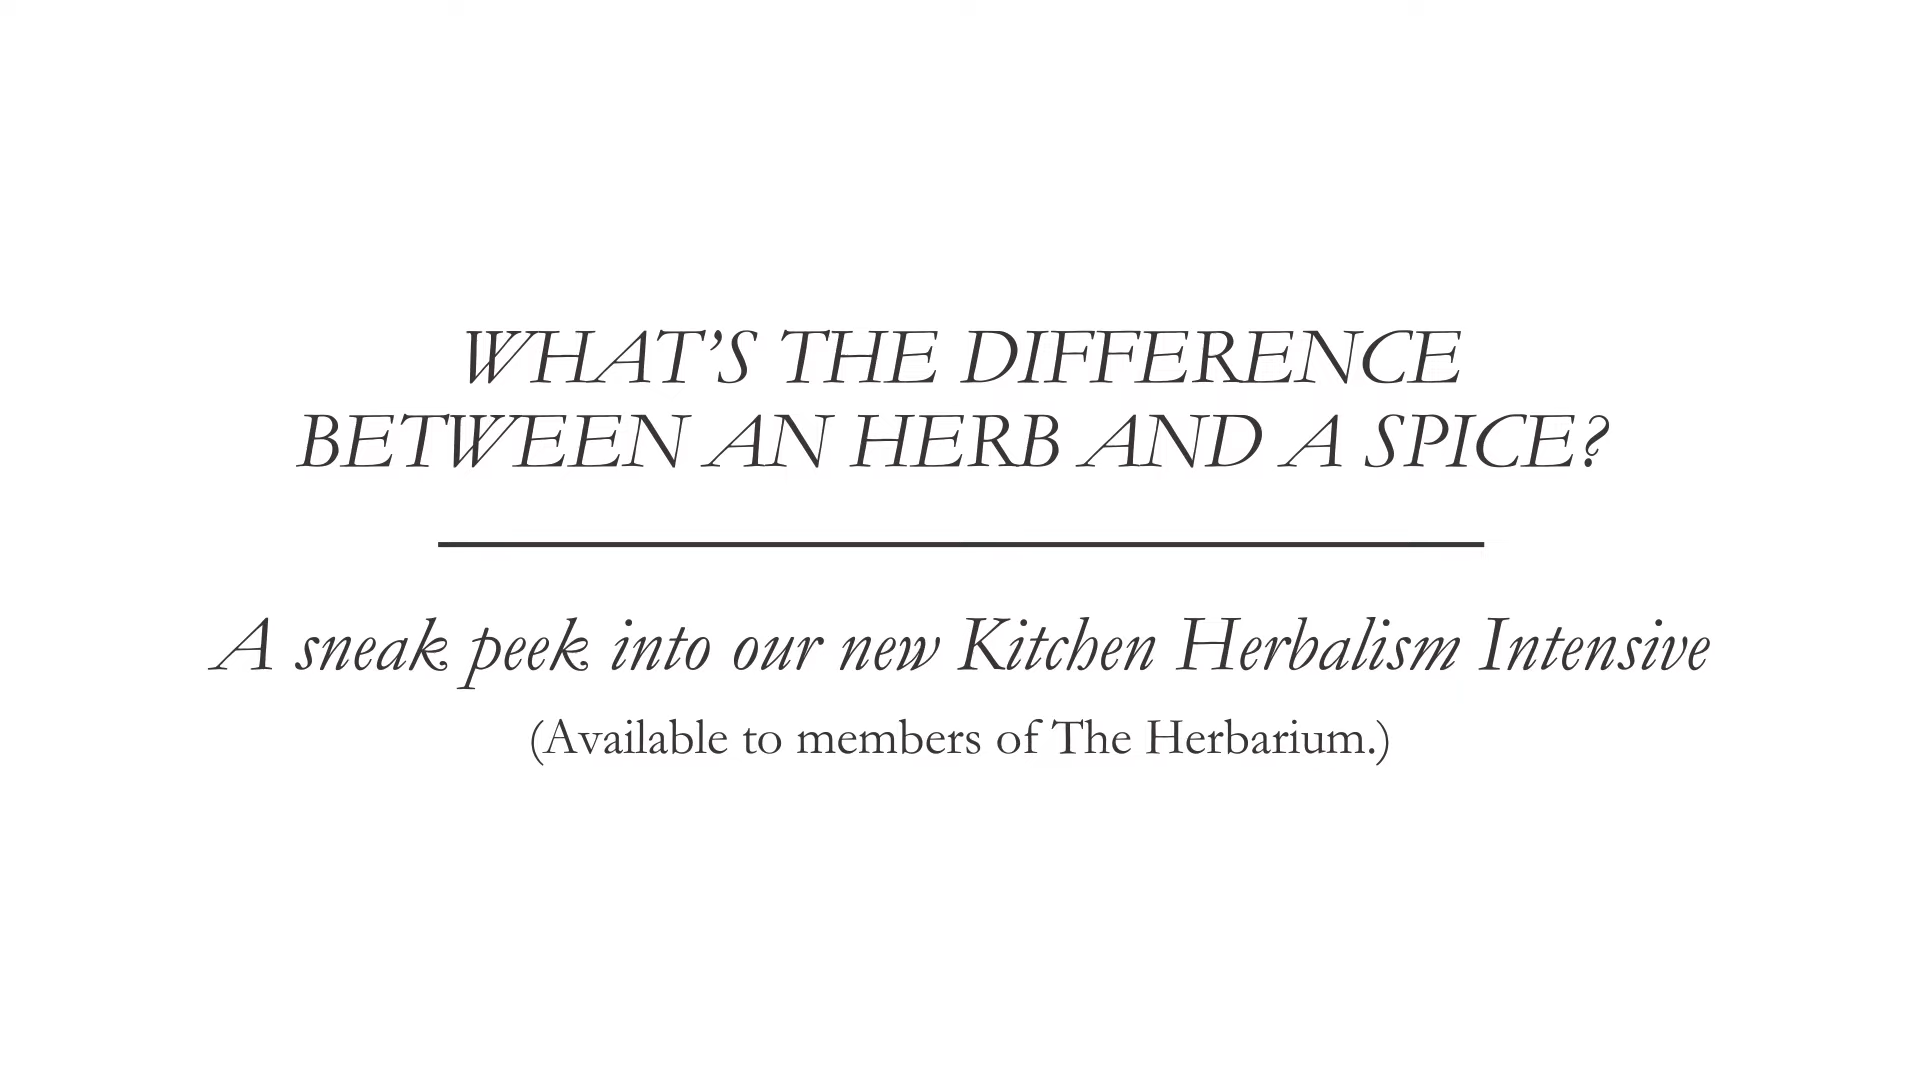 WHAT’S THE DIFFERENCE
BETWEEN AN HERB AND A SPICE?
A sneak peek into our new Kitchen Herbalism Intensive
(Available to members of The Herbarium.)